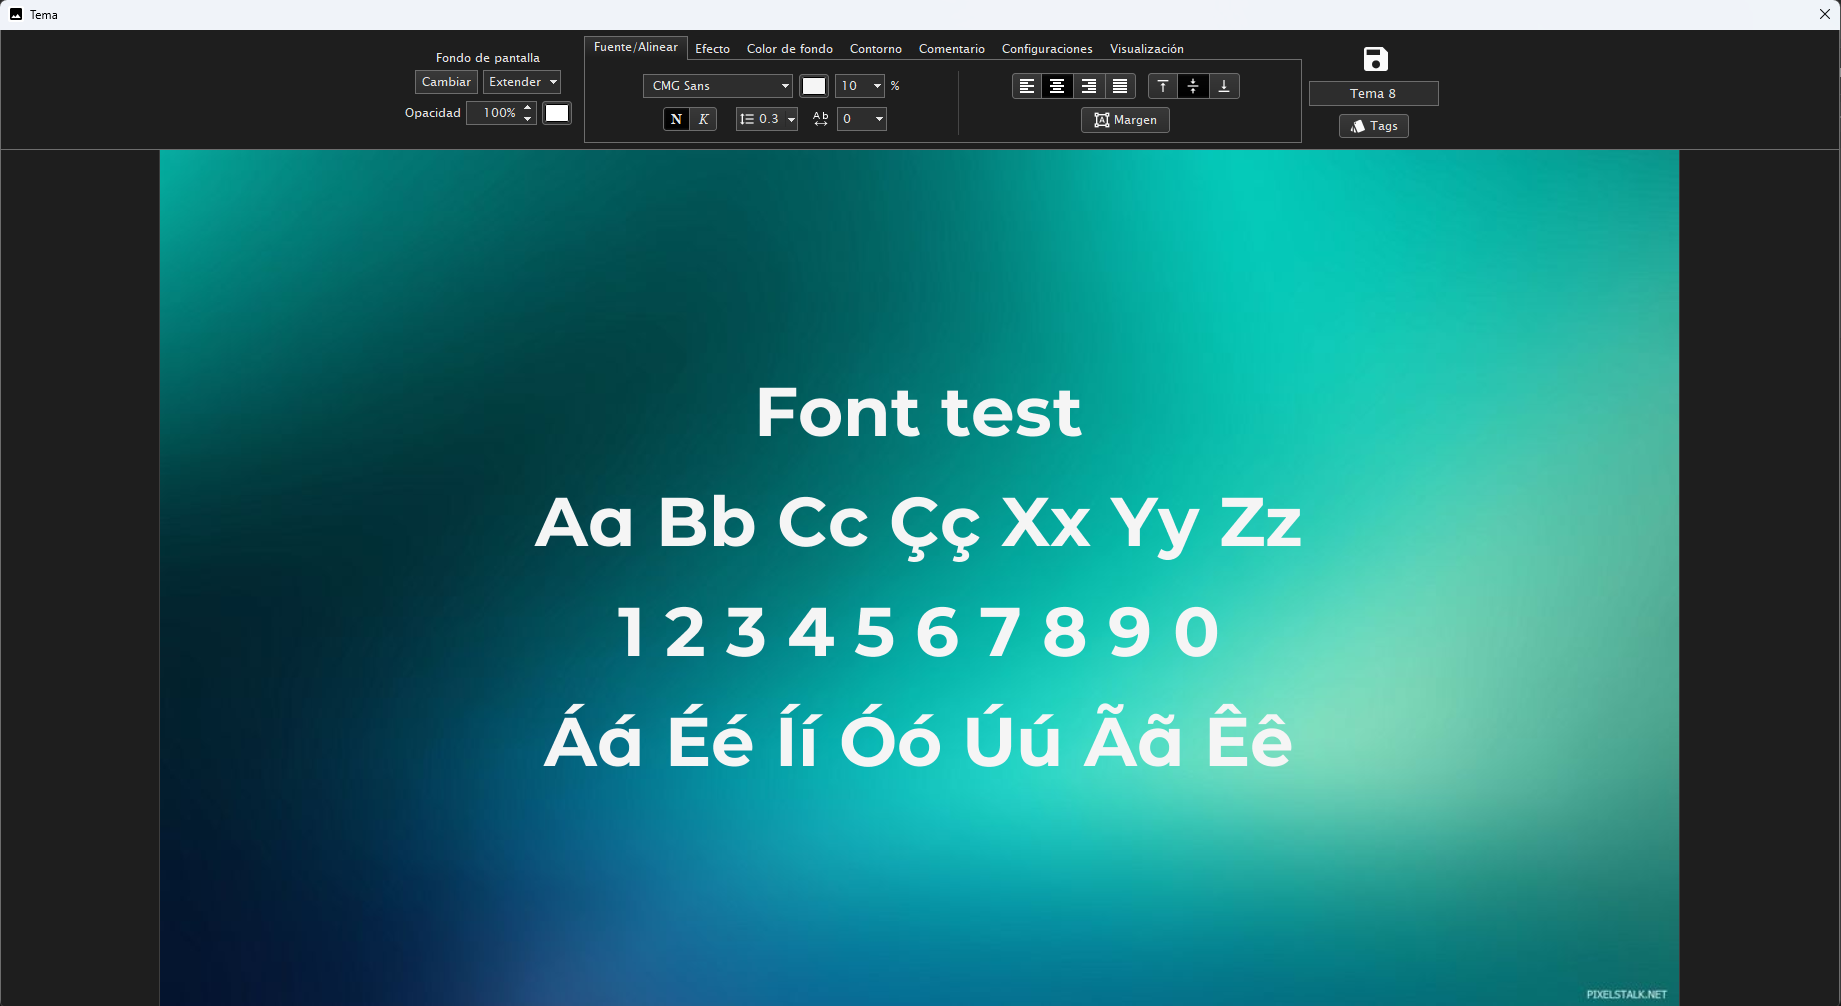 Tema
Fondo de pantalla
Cambiar Extender
Opacidad 100%
Fuente/Alinear Efecto Color de fondo Contorno Comentario Configuraciones Visualización
CMG Sans 10 %
N K 0.3 Ab 0
A Margen
Tema 8
Tags
Font test
Aa Bb Cc Çç Xx Yy Zz
1 2 3 4 5 6 7 8 9 0
Áá Éé Íí Óó Úú Ãã Êê
PIXELSTALK.NET